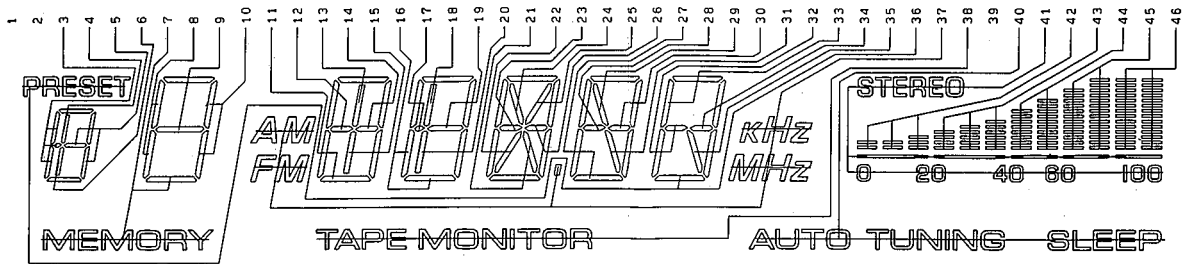 1 2 3 4 5 6 7 8 9 10 11 12 13 14 15 16 17 18 19 20 21 22 23 24 25 26 27 28 29 30 31 32 33 34 35 36 37 38 39 40 41 42 43 44 45 46
PRESET STEREO
AM kHz
FM MHz
0 20 40 60 100
MEMORY TAPE MONITOR AUTO TUNING SLEEP